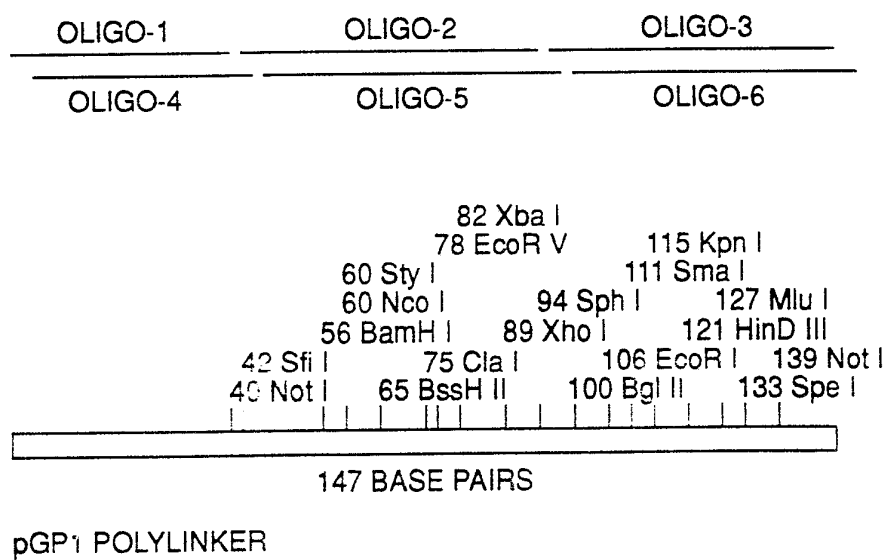 OLIGO-1 OLIGO-2 OLIGO-3
OLIGO-4 OLIGO-5 OLIGO-6
82 Xba I
78 EcoR V 115 Kpn I
60 Sty I 111 Sma I
60 Nco I 94 Sph I 127 Mlu I
56 BamH I 89 Xho I 121 HinD III
42 Sfi I 75 Cla I 106 EcoR I 139 Not I
Not I 65 BssH II 100 Bgl II 133 Spe I
147 BASE PAIRS
pGP1 POLYLINKER